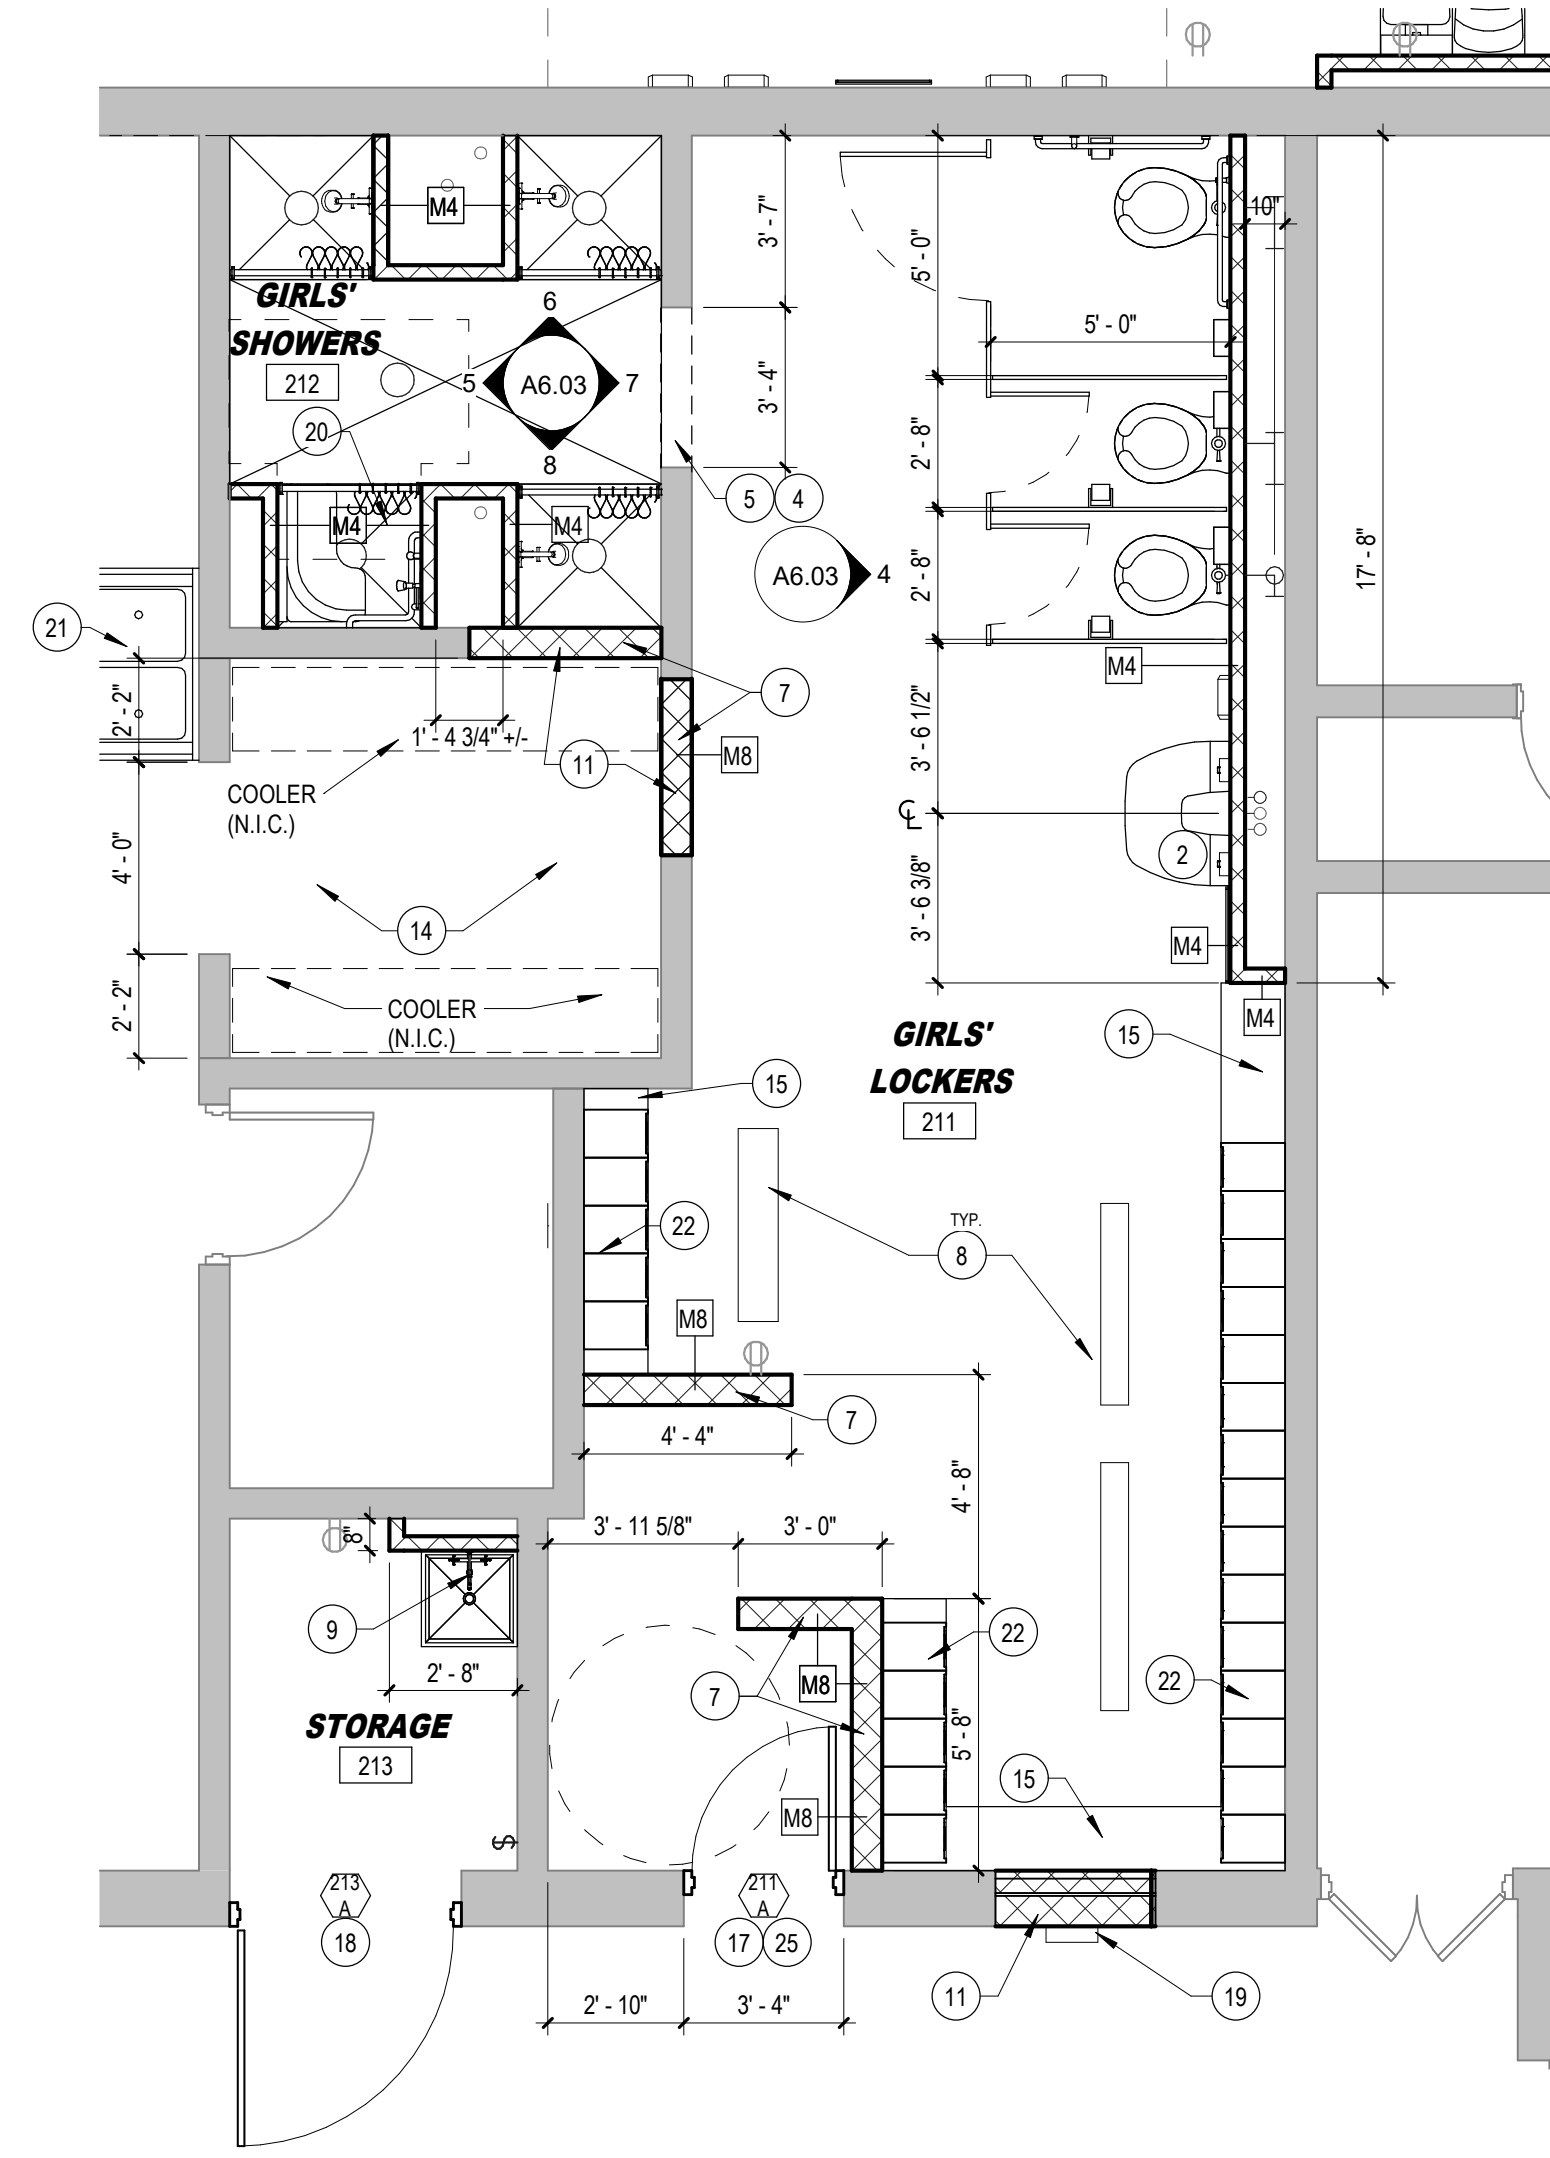 10"
M4
3' - 7"
5' - 0"
GIRLS'
SHOWERS
212
6
5
A6.03
7
8
5' - 0"
3' - 4"
20
2' - 8"
M4
M4
5
4
17' - 8"
A6.03
4
2' - 8"
21
M4
7
2' - 2"
1' - 4 3/4" +/-
M8
11
3' - 6 1/2"
COOLER
(N.I.C.)
CL
2
4' - 0"
3' - 6 3/8"
14
M4
COOLER
(N.I.C.)
2' - 2"
M4
GIRLS'
LOCKERS
211
15
15
22
TYP.
8
M8
7
4' - 4"
4' - 8"
8"
3' - 11 5/8"
3' - 0"
9
22
2' - 8"
M8
7
22
STORAGE
213
5' - 8"
15
M8
$
213
A
18
211
A
17
25
11
19
2' - 10"
3' - 4"